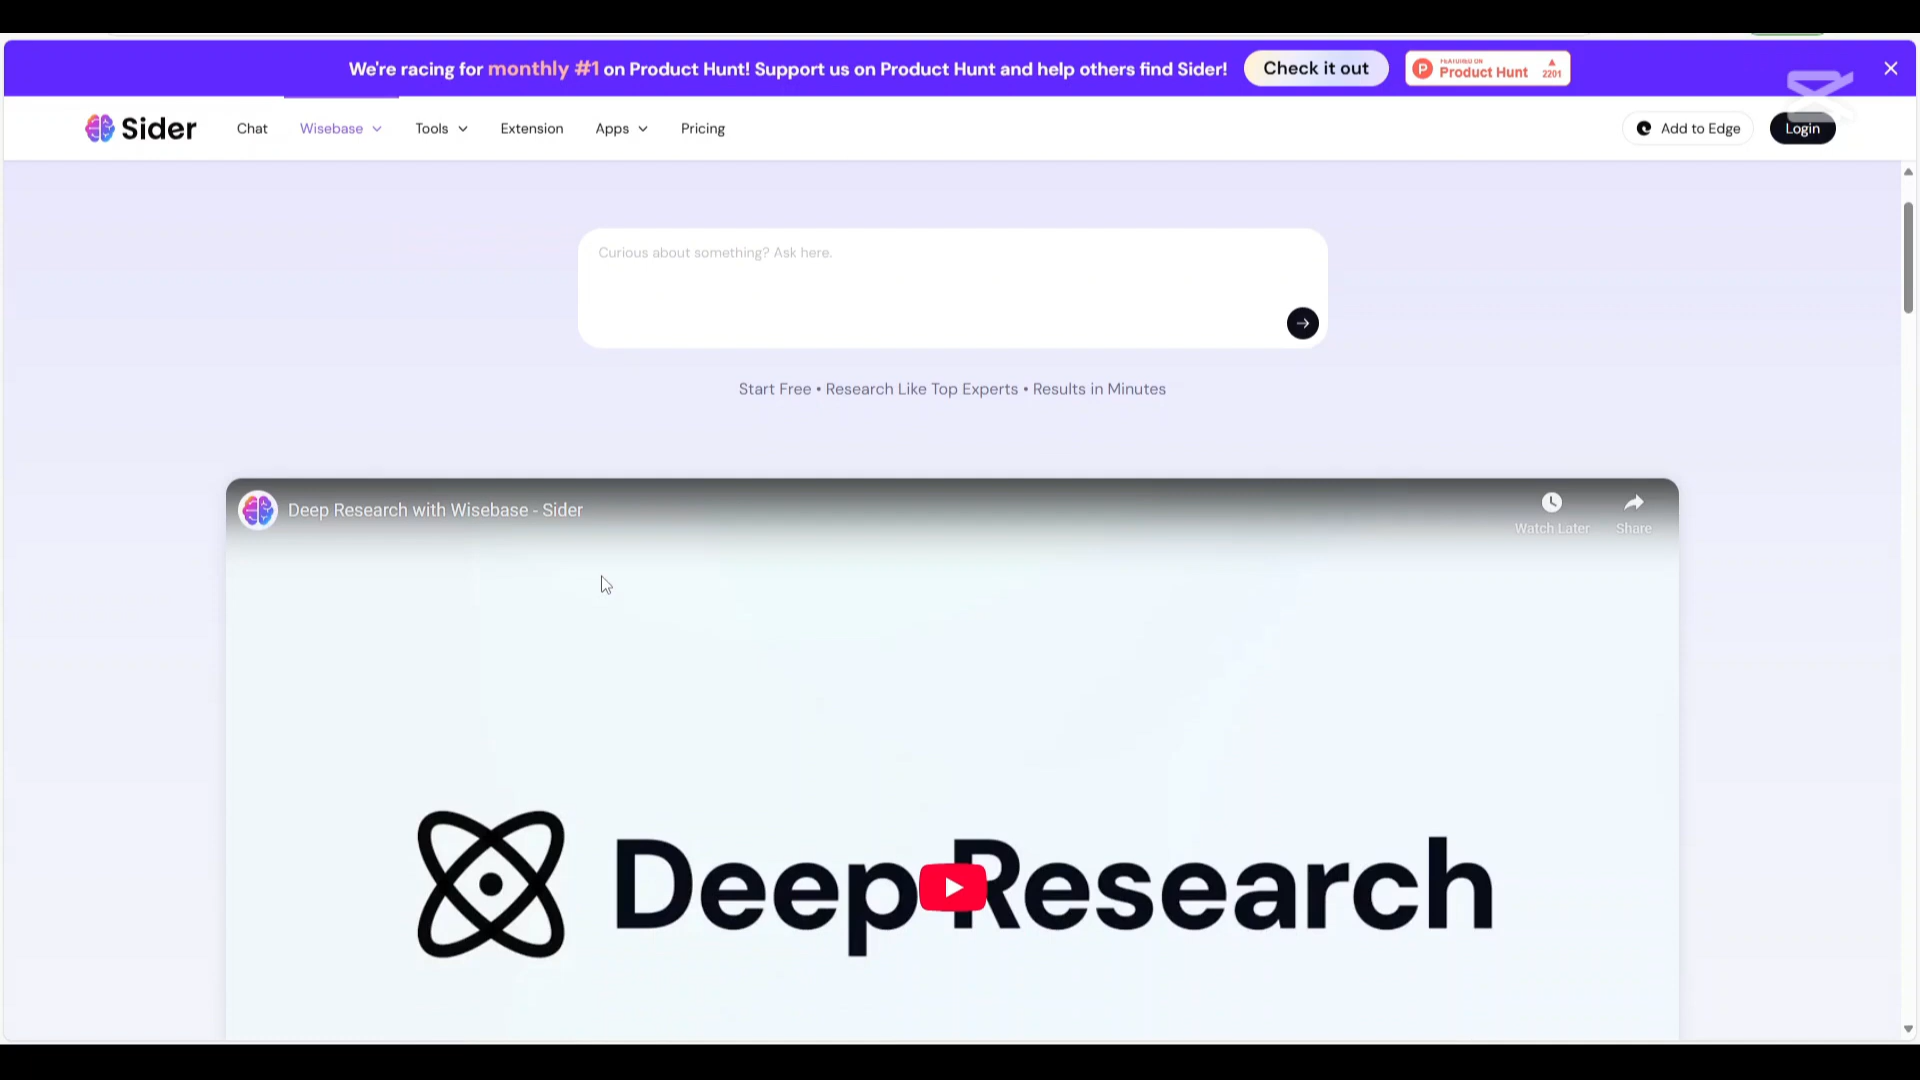 We're racing for monthly #1 on Product Hunt! Support us on Product Hunt and help others find Sider!
Check it out
FEATURED ON
Product Hunt
2201
Sider
Chat
Wisebase
Tools
Extension
Apps
Pricing
Add to Edge
Login
Curious about something? Ask here.
Start Free • Research Like Top Experts • Results in Minutes
Deep Research with Wisebase - Sider
Watch Later
Share
Deep Research